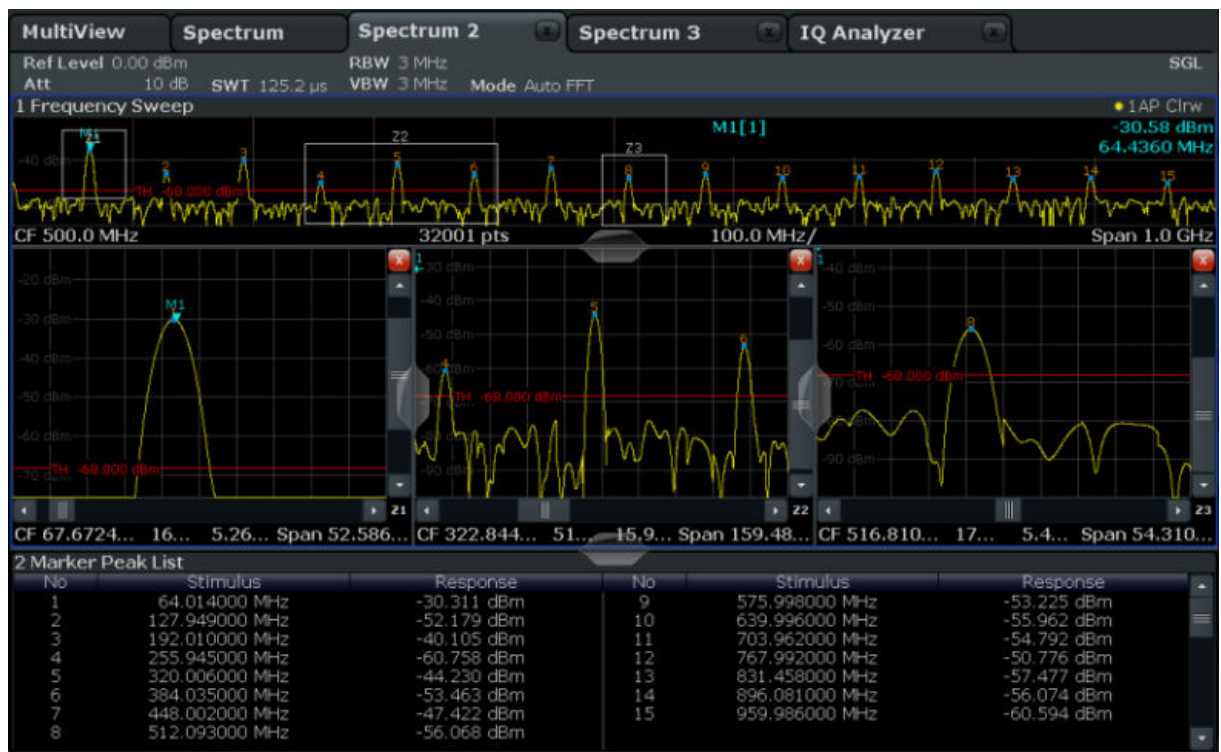 MultiView Spectrum Spectrum 2 x Spectrum 3 x IQ Analyzer x
Ref Level 0.00 dBm RBW 3 MHz SGL
Att 10 dB SWT 125.2 µs VBW 3 MHz Mode Auto FFT
1 Frequency Sweep 1AP Clrw
M1[1] -30.58 dBm
64.4360 MHz
M1
Z1
Z2
Z3
-40 dBm
TH -68.000 dBm
2 3 4 5 6 7 8 9 10 11 12 13 14 15
CF 500.0 MHz 32001 pts 100.0 MHz/ Span 1.0 GHz
-20 dBm
M1
-30 dBm
-40 dBm
-50 dBm
-60 dBm
TH -68.000 dBm
-70 dBm
Z1
CF 67.6724... 16... 5.26... Span 52.586...
1
-30 dBm
-40 dBm
5
-50 dBm
6
4
TH -68.000 dBm
-90 dBm
Z2
CF 322.844... 51... 15.9... Span 159.48...
1
-40 dBm
-50 dBm
8
-60 dBm
TH -68.000 dBm
-90 dBm
Z3
CF 516.810... 17... 5.4... Span 54.310...
2 Marker Peak List
No Stimulus Response No Stimulus Response
1 64.014000 MHz -30.311 dBm 9 575.998000 MHz -53.225 dBm
2 127.949000 MHz -52.179 dBm 10 639.996000 MHz -55.962 dBm
3 192.010000 MHz -40.105 dBm 11 703.962000 MHz -54.792 dBm
4 255.945000 MHz -60.758 dBm 12 767.992000 MHz -50.776 dBm
5 320.006000 MHz -44.230 dBm 13 831.458000 MHz -57.477 dBm
6 384.035000 MHz -53.463 dBm 14 896.081000 MHz -56.074 dBm
7 448.002000 MHz -47.422 dBm 15 959.986000 MHz -60.594 dBm
8 512.093000 MHz -56.068 dBm